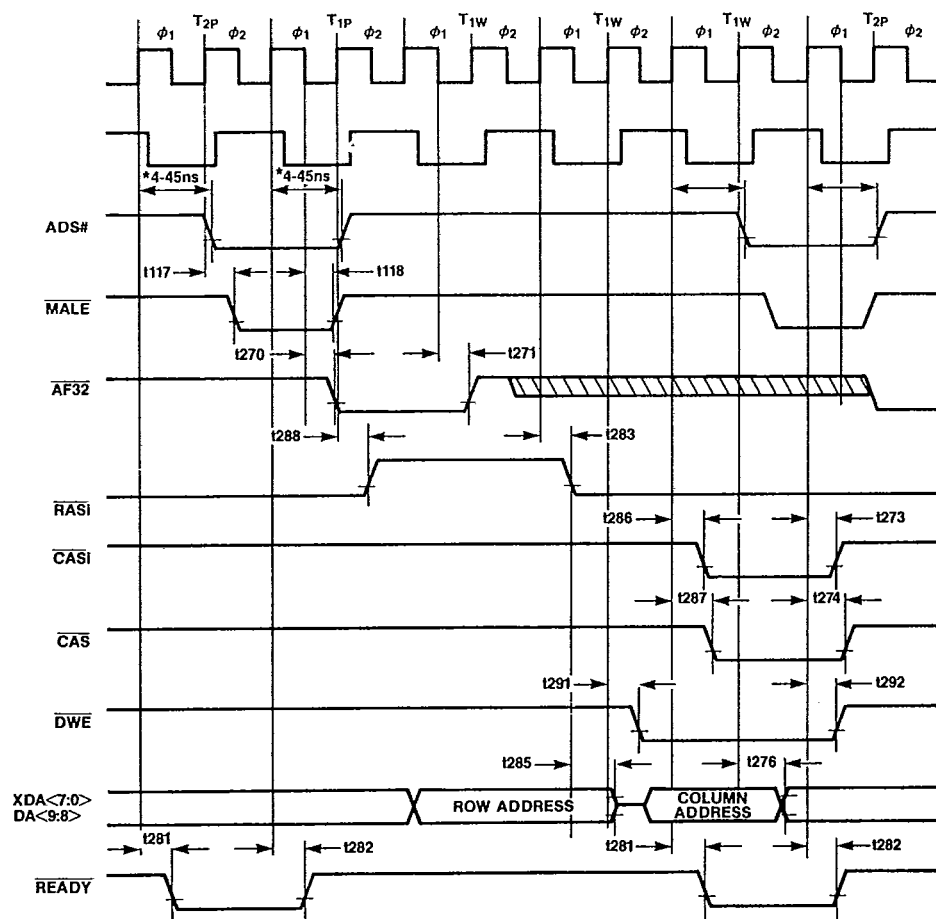 T2P T1P T1W T1W T1W T2P
ϕ1 ϕ2 ϕ1 ϕ2 ϕ1 ϕ2 ϕ1 ϕ2 ϕ1 ϕ2 ϕ1 ϕ2
*4-45ns *4-45ns
ADS#
t117 t118
MALE
t270 t271
AF32
t288 t283
RASI
t286 t273
CASI
t287 t274
CAS
t291 t292
DWE
t285 t276
XDA<7:0> ROW ADDRESS COLUMN
DA<9:8> ADDRESS
t281 t282 t281 t282
READY